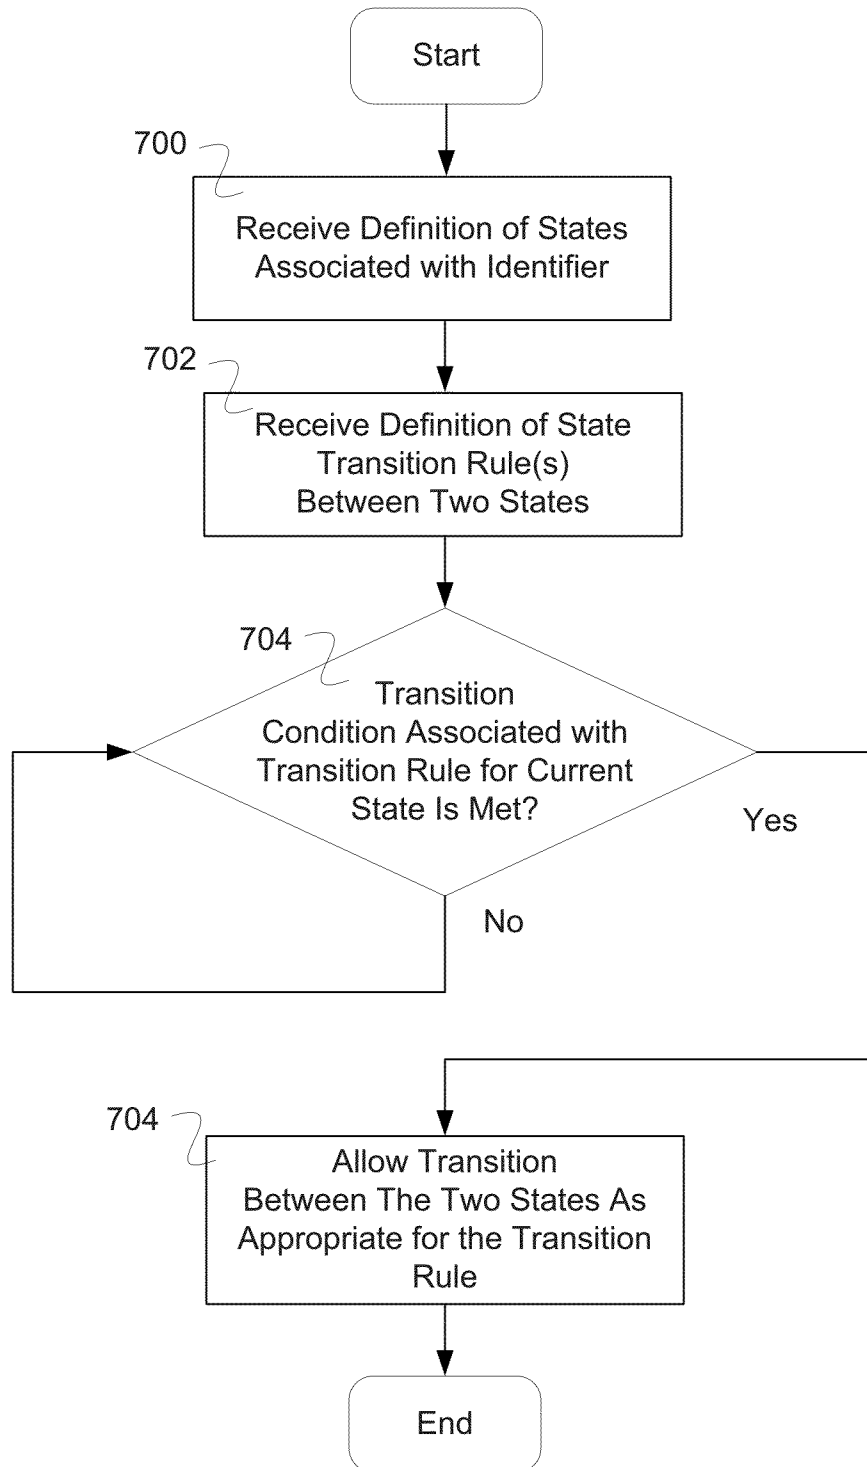 Start
700
Receive Definition of States
Associated with Identifier
702
Receive Definition of State
Transition Rule(s)
Between Two States
704
Transition
Condition Associated with
Transition Rule for Current
State Is Met?
Yes
No
704
Allow Transition
Between The Two States As
Appropriate for the Transition
Rule
End